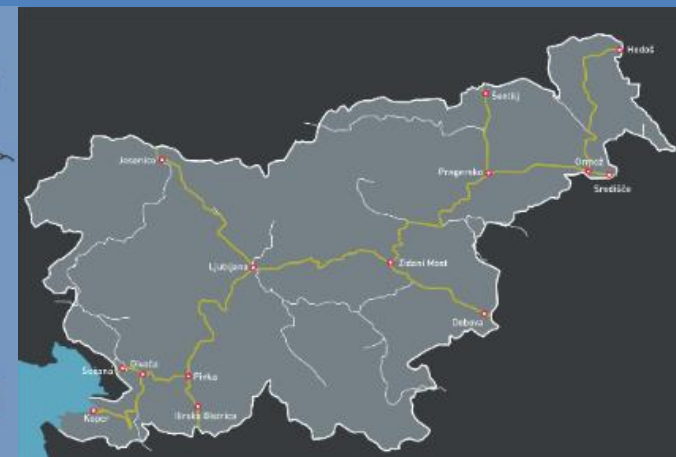 Hodoš
Šentilj
Jesenice
Pragersko
Ormož
Središče
Ljubljana
Zidani Most
Dobova
Sežana
Divača
Pivka
Koper
Ilirska Bistrica